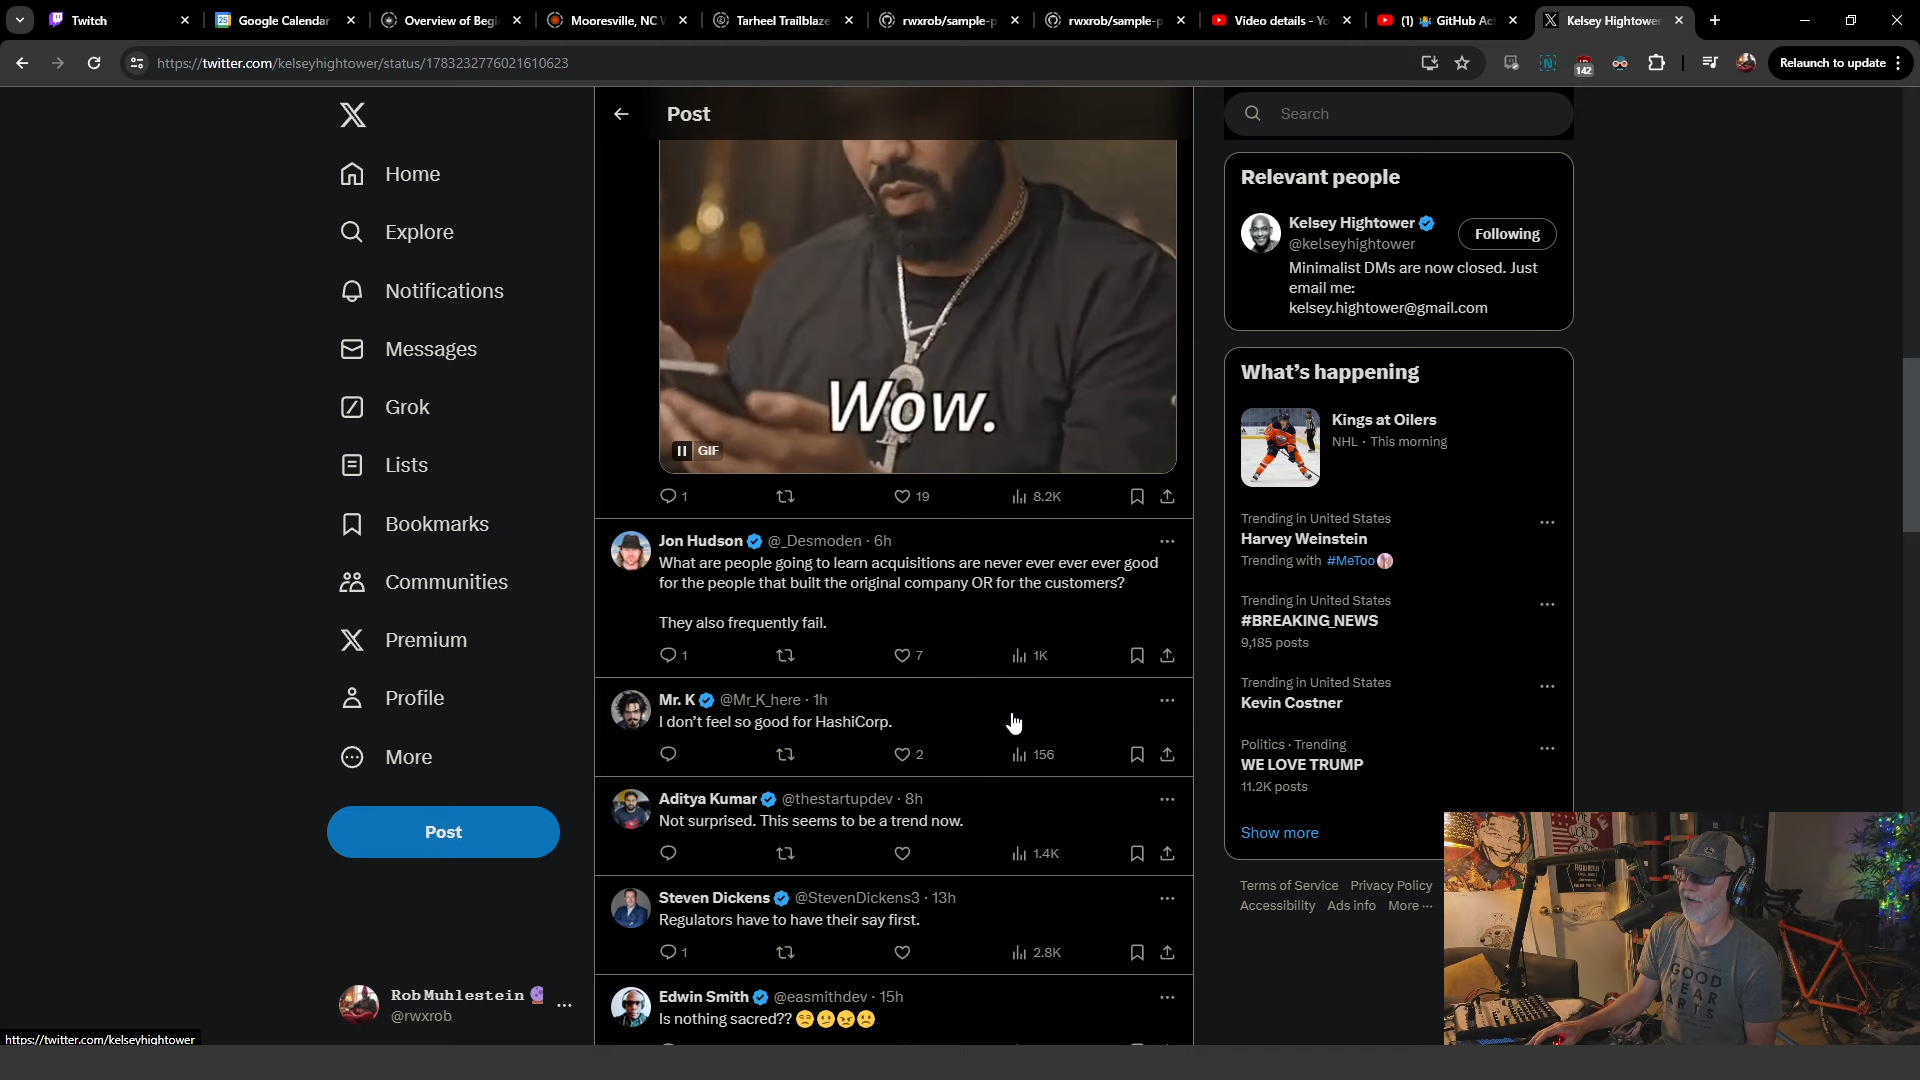 Twitch
Google Calendar
Overview of Begi
Mooresville, NC W
Tarheel Trailblaze
rwxrob/sample-p
rwxrob/sample-p
Video details - Yo
(1) GitHub Ac
Kelsey Hightower
https://twitter.com/kelseyhightower/status/1783232776021610623
142
Relaunch to update
Home
Explore
Notifications
Messages
Grok
Lists
Bookmarks
Communities
Premium
Profile
More
Post
RobMuhlestein
@rwxrob
https://twitter.com/kelseyhightower
Post
Wow.
GIF
1 19 8.2K
Jon Hudson @_Desmoden · 6h
What are people going to learn acquisitions are never ever ever ever good
for the people that built the original company OR for the customers?
They also frequently fail.
1 7 1K
Mr. K @Mr_K_here · 1h
I don't feel so good for HashiCorp.
2 156
Aditya Kumar @thestartupdev · 8h
Not surprised. This seems to be a trend now.
1.4K
Steven Dickens @StevenDickens3 · 13h
Regulators have to have their say first.
1 2.8K
Edwin Smith @easmithdev · 15h
Is nothing sacred?? 
Search
Relevant people
Kelsey Hightower
@kelseyhightower
Following
Minimalist DMs are now closed. Just
email me:
kelsey.hightower@gmail.com
What's happening
Kings at Oilers
NHL · This morning
Trending in United States
Harvey Weinstein
Trending with #MeToo
Trending in United States
#BREAKING_NEWS
9,185 posts
Trending in United States
Kevin Costner
Politics · Trending
WE LOVE TRUMP
11.2K posts
Show more
Terms of Service Privacy Policy
Accessibility Ads info More ···
GOOD
YEAR
ARTS